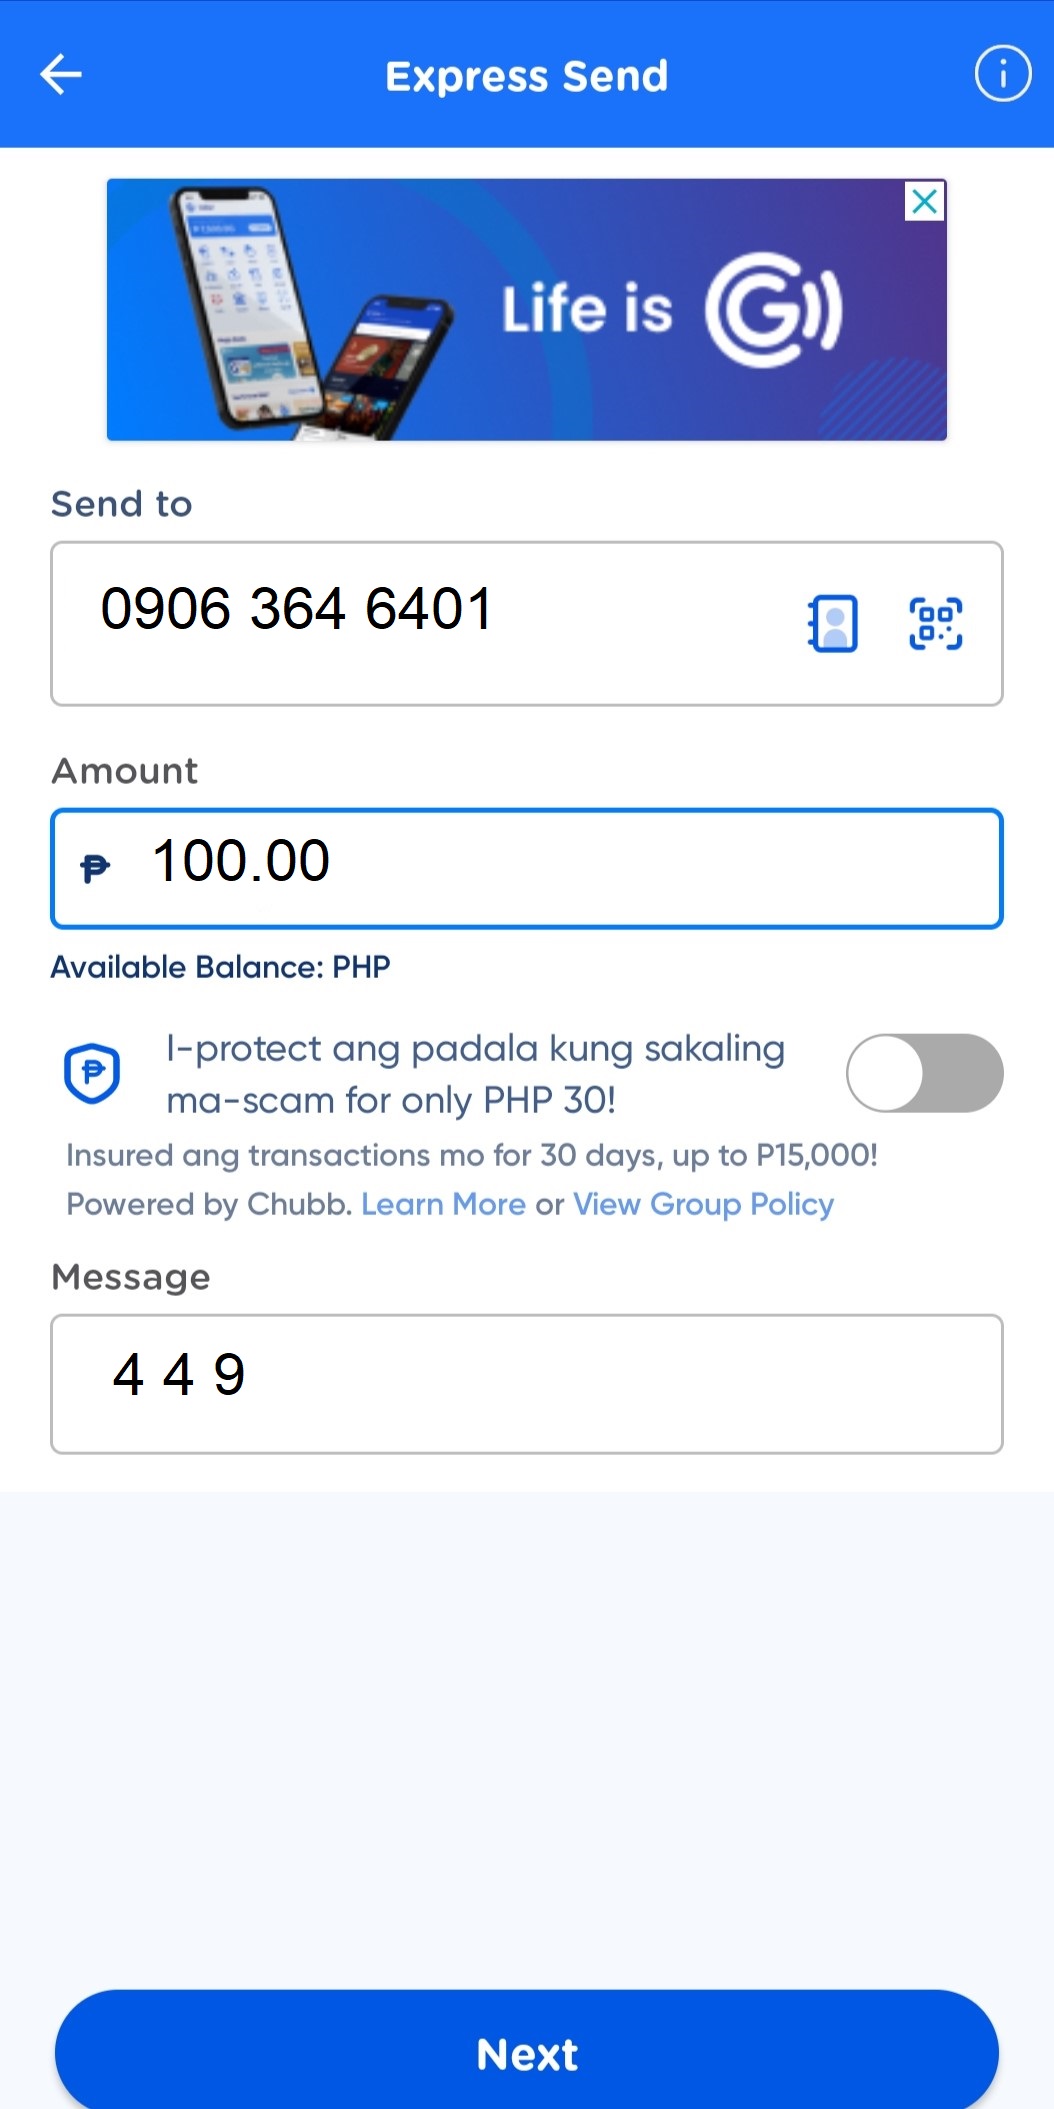 Express Send
Life is G
Send to
0906 364 6401
Amount
₱ 100.00
Available Balance: PHP
I-protect ang padala kung sakaling
ma-scam for only PHP 30!
Insured ang transactions mo for 30 days, up to P15,000!
Powered by Chubb. Learn More or View Group Policy
Message
4 4 9
Next